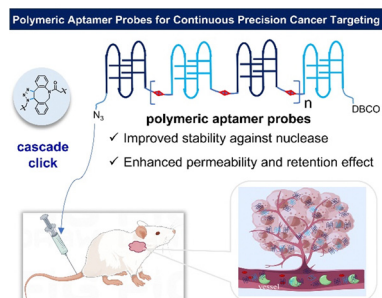 Polymeric Aptamer Probes for Continuous Precision Cancer Targeting
n
N3
DBCO
polymeric aptamer probes
cascade
click
✓ Improved stability against nuclease
✓ Enhanced permeability and retention effect
vessel